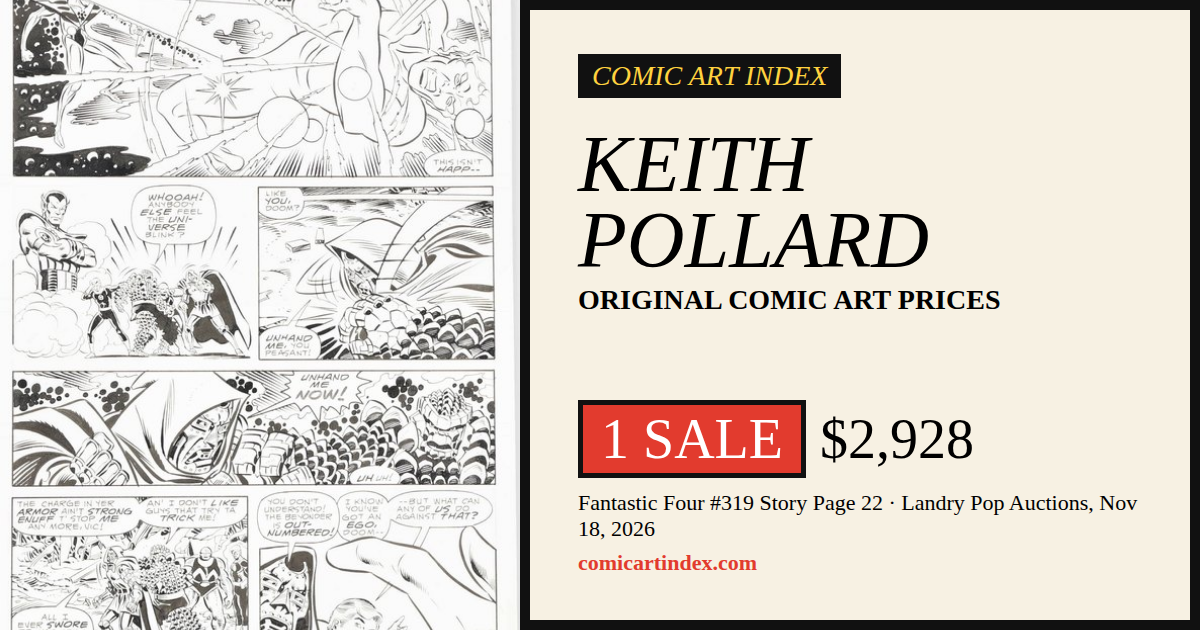 THIS ISN'T
HAPP--
WHOOAH!
ANYBODY
ELSE FEEL
THE UNI-
VERSE
BLINK?
LIKE
YOU,
DOOM?
UNHAND
ME, YOU
PEASANT!
UNHAND
ME
NOW!
UH UH!
THE CHARGE IN YER
ARMOR AIN'T STRONG
ENUFF T'STOP ME
ANY MORE, VIC!
AN' I DON'T LIKE
GUYS THAT TRY TA
TRICK ME!
ALL I
EVER SWORE
YOU DON'T
UNDERSTAND!
THE BEYONDER
IS OUT-
NUMBERED!
I KNOW
YOU'VE
GOT AN
EGO,
DOOM--
--BUT WHAT CAN
ANY OF US DO
AGAINST THAT?
COMIC ART INDEX
KEITH
POLLARD
ORIGINAL COMIC ART PRICES
1 SALE $2,928
Fantastic Four #319 Story Page 22 · Landry Pop Auctions, Nov
18, 2026
comicartindex.com